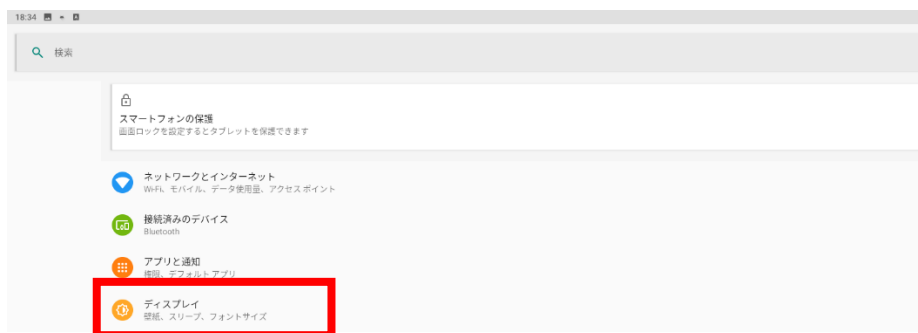 18:34
検索
スマートフォンの保護
画面ロックを設定するとタブレットを保護できます
ネットワークとインターネット
Wi-Fi、モバイル、データ使用量、アクセス ポイント
接続済みのデバイス
Bluetooth
アプリと通知
権限、デフォルト アプリ
ディスプレイ
壁紙、スリープ、フォントサイズ